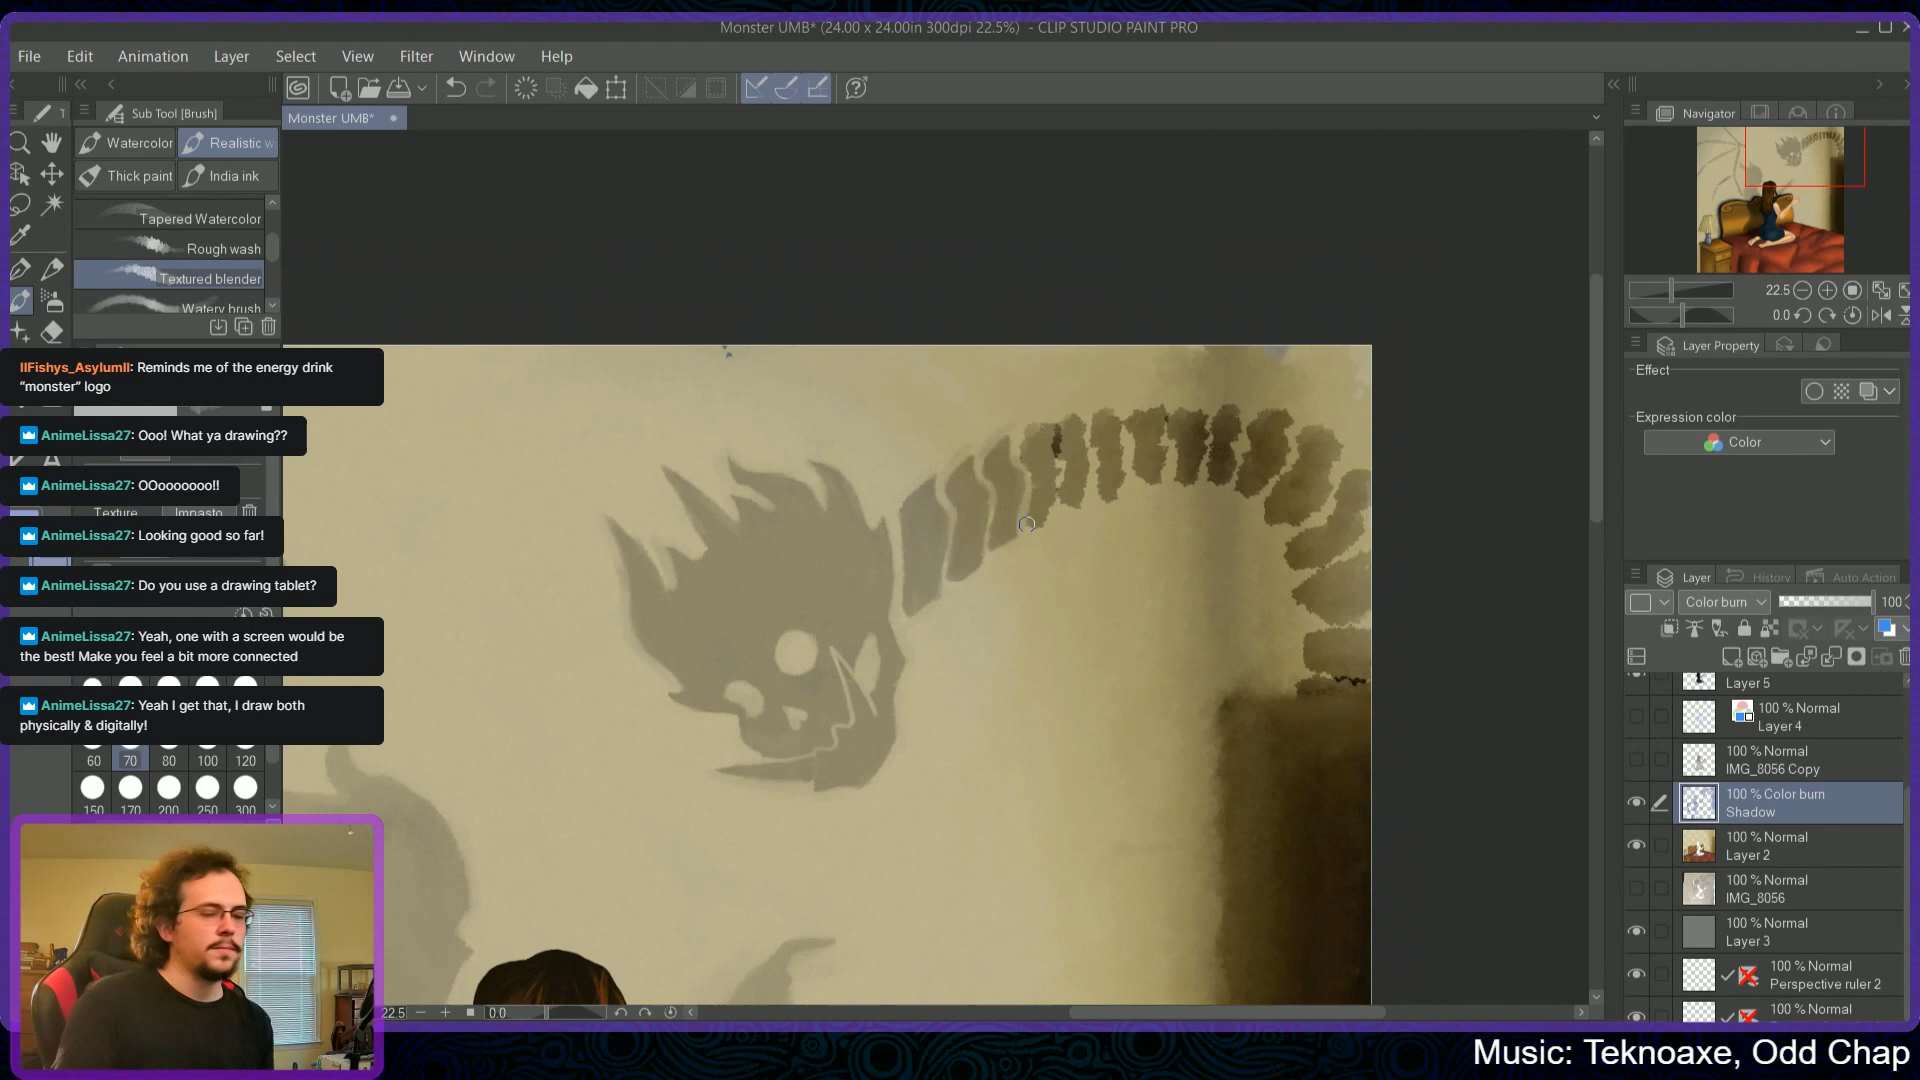 Monster UMB* (24.00 x 24.00in 300dpi 22.5%) - CLIP STUDIO PAINT PRO
File Edit Animation Layer Select View Filter Window Help
Sub Tool [Brush]
Monster UMB*
Navigator
Watercolor
Realistic w
Thick paint
India ink
Tapered Watercolor
Rough wash
Textured blender
Watery brush
22.5
0.0
Layer Property
Effect
Expression color
Color
IIFishys_AsylumII: Reminds me of the energy drink
“monster” logo
AnimeLissa27: Ooo! What ya drawing??
AnimeLissa27: OOooooooo!!
Texture
Impasto
AnimeLissa27: Looking good so far!
AnimeLissa27: Do you use a drawing tablet?
AnimeLissa27: Yeah, one with a screen would be
the best! Make you feel a bit more connected
AnimeLissa27: Yeah I get that, I draw both
physically & digitally!
60 70 80 100 120
150 170 200 250 300
Layer
History
Auto Action
Color burn
100
Layer 5
100 % Normal
Layer 4
100 % Normal
IMG_8056 Copy
100 % Color burn
Shadow
100 % Normal
Layer 2
100 % Normal
IMG_8056
100 % Normal
Layer 3
100 % Normal
Perspective ruler 2
100 % Normal
22.5
0.0
Music: Teknoaxe, Odd Chap